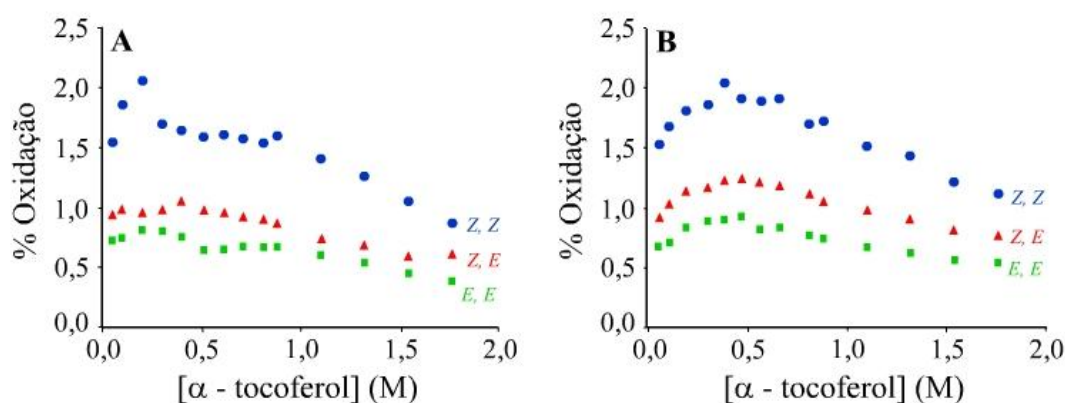 A
2,5
2,0
1,5
1,0
0,5
0,0
% Oxidação
Z, Z
Z, E
E, E
0,0 0,5 1,0 1,5 2,0
[α - tocoferol] (M)
B
2,5
2,0
1,5
1,0
0,5
0,0
% Oxidação
Z, Z
Z, E
E, E
0,0 0,5 1,0 1,5 2,0
[α - tocoferol] (M)